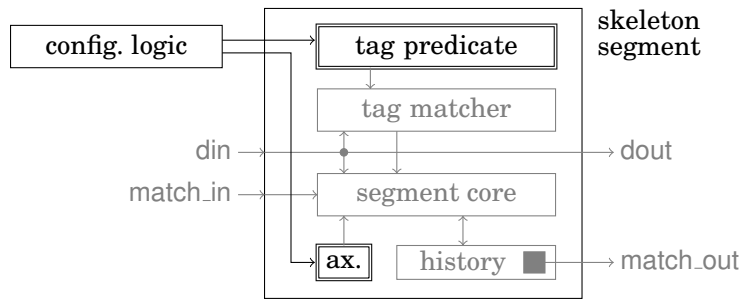 skeleton
segment
config. logic
tag predicate
tag matcher
din
dout
match_in
segment core
ax.
history
match_out